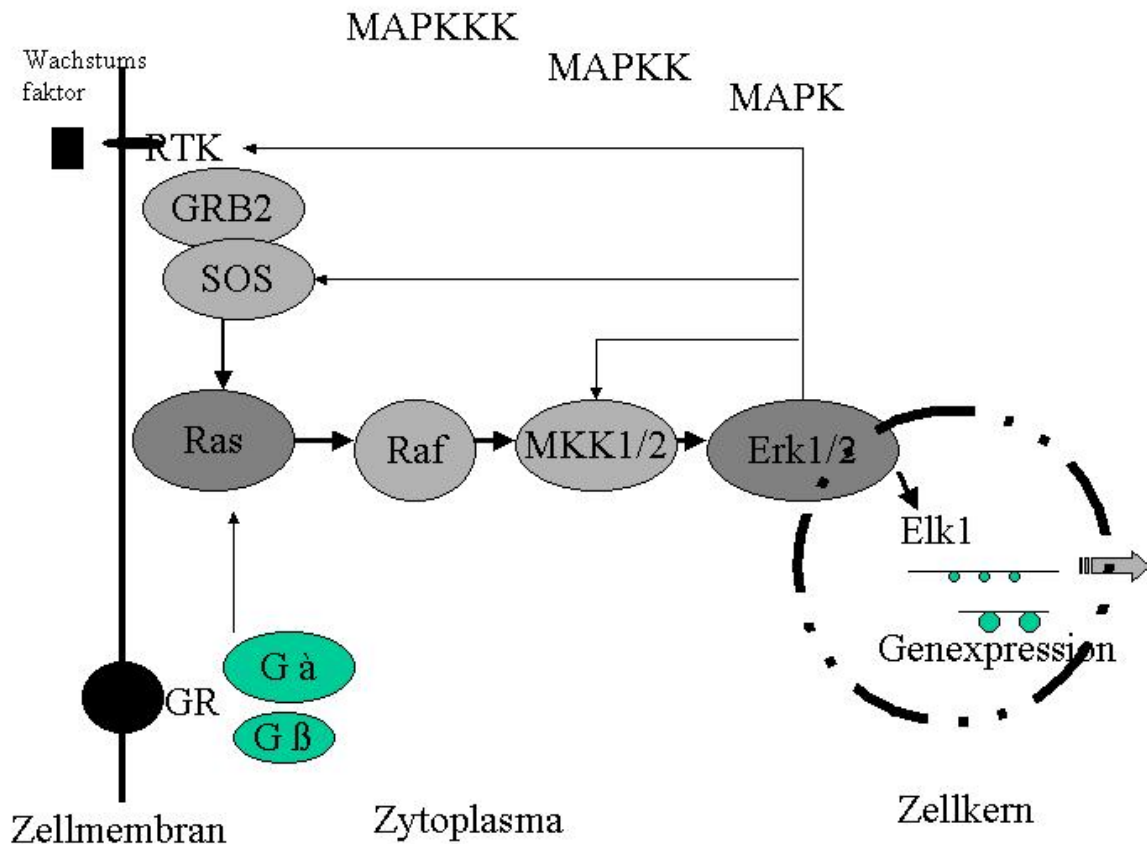 MAPKKK
MAPKK
MAPK
Wachstums
faktor
RTK
GRB2
SOS
Ras
Raf
MKK1/2
Erk1/2
Elk1
Genexpression
G à
GR
G ß
Zellmembran
Zytoplasma
Zellkern